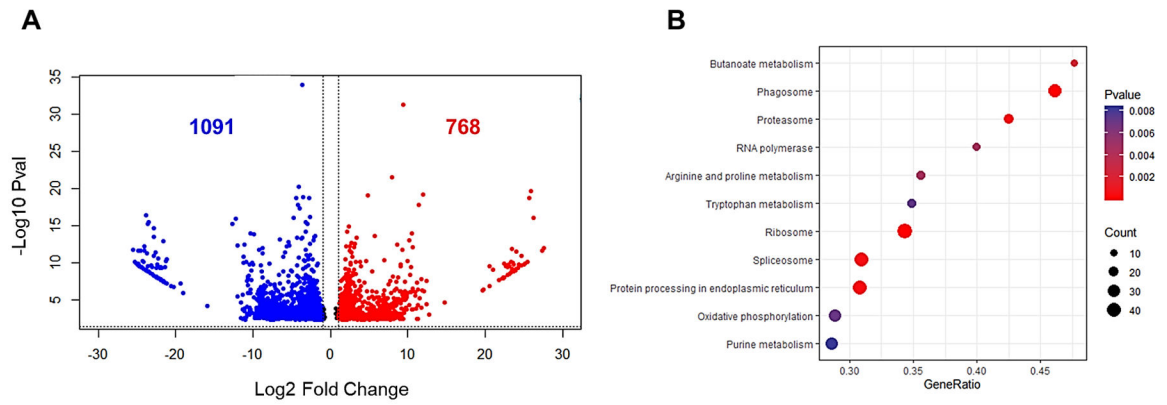 A
35
30
25
20
15
10
5
-Log10 Pval
1091
768
-30 -20 -10 0 10 20 30
Log2 Fold Change
B
Butanoate metabolism
Phagosome
Proteasome
RNA polymerase
Arginine and proline metabolism
Tryptophan metabolism
Ribosome
Spliceosome
Protein processing in endoplasmic reticulum
Oxidative phosphorylation
Purine metabolism
0.30 0.35 0.40 0.45
GeneRatio
Pvalue
0.008
0.006
0.004
0.002
Count
10
20
30
40